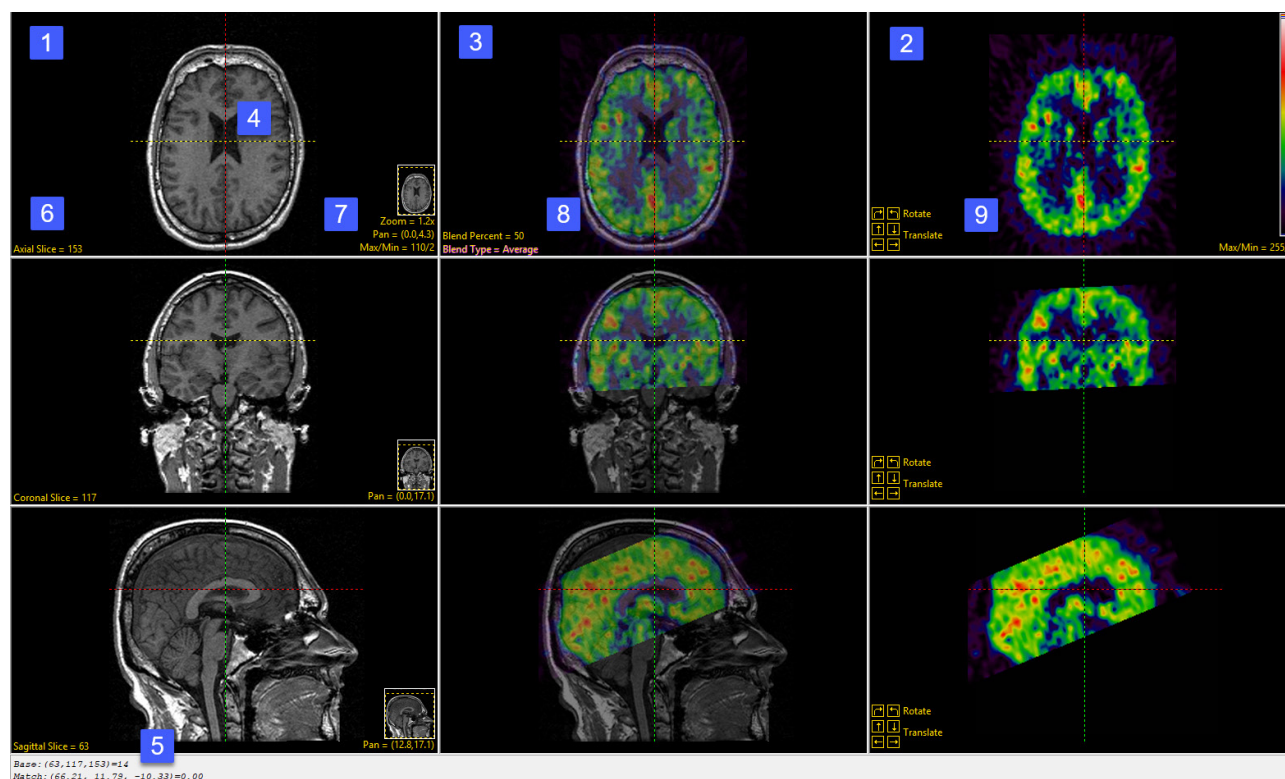 1
3
2
4
6
7
8
9
Zoom = 1.2x
Pan = (0.0,4.3)
Max/Min = 110/2
Axial Slice = 153
Blend Percent = 50
Blend Type = Average
Rotate
Translate
Max/Min = 255
Coronal Slice = 117
Pan = (0.0,17.1)
Rotate
Translate
Sagittal Slice = 63
5
Pan = (12.8,17.1)
Rotate
Translate
Base:(63,117,153)=14
Match:(66.21, 11.79, -10.33)=0.00